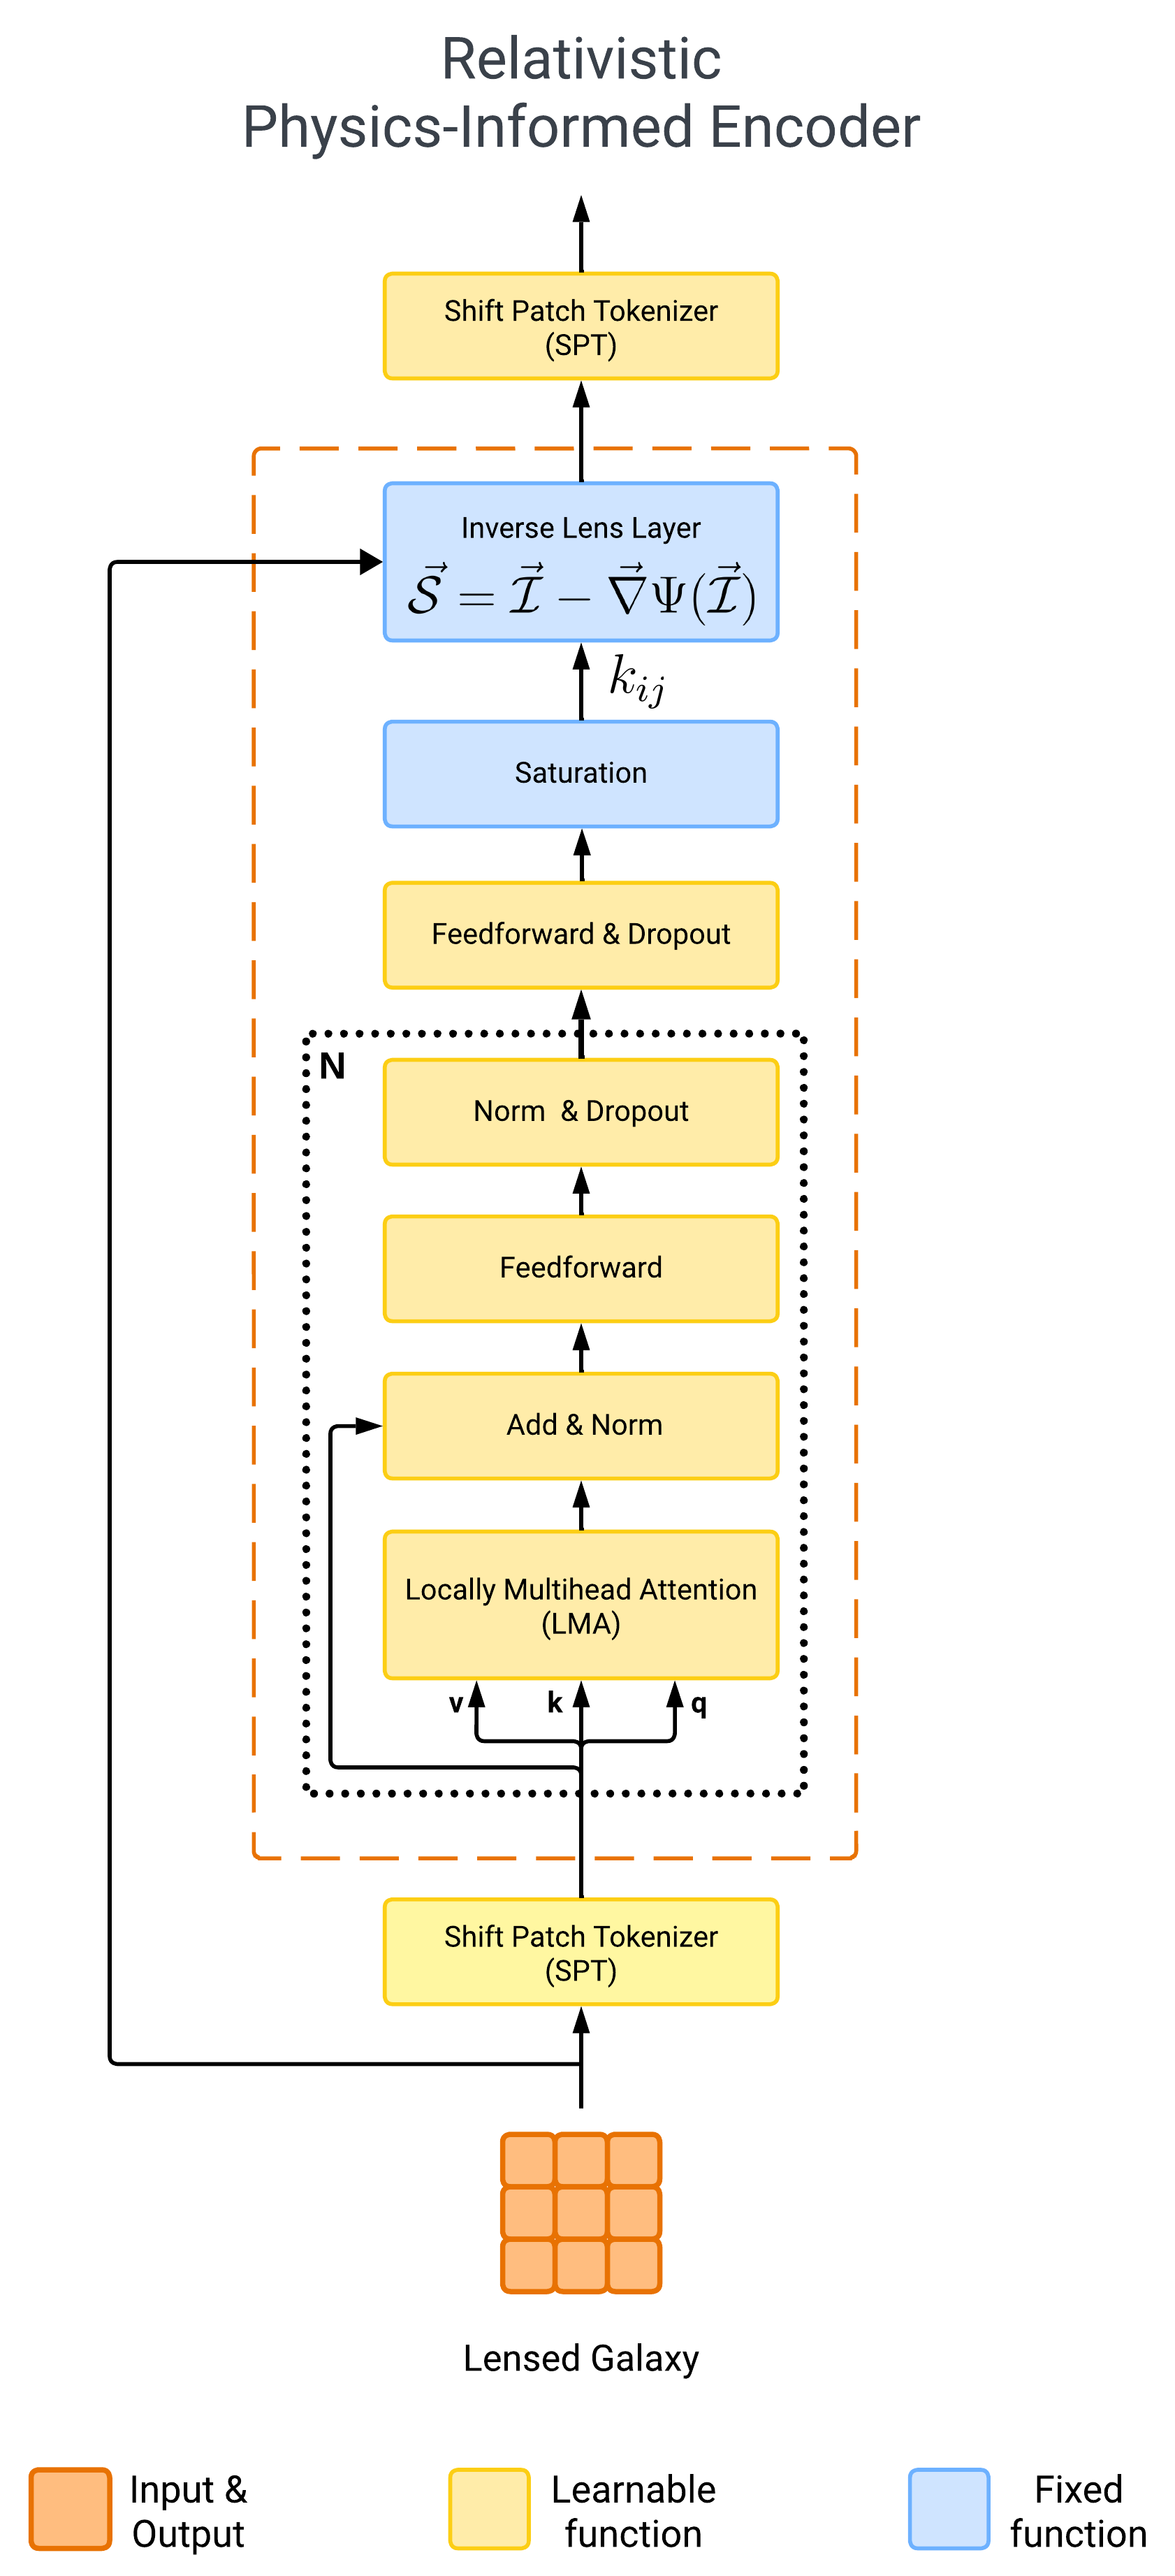 Relativistic
Physics-Informed Encoder
Shift Patch Tokenizer
(SPT)
Inverse Lens Layer
$\vec{\mathcal{S}} = \vec{\mathcal{I}} - \vec{\nabla}\Psi(\vec{\mathcal{I}})$
$k_{ij}$
Saturation
Feedforward & Dropout
N
Norm & Dropout
Feedforward
Add & Norm
Locally Multihead Attention
(LMA)
v k q
Shift Patch Tokenizer
(SPT)
Lensed Galaxy
Input &
Output
Learnable
function
Fixed
function